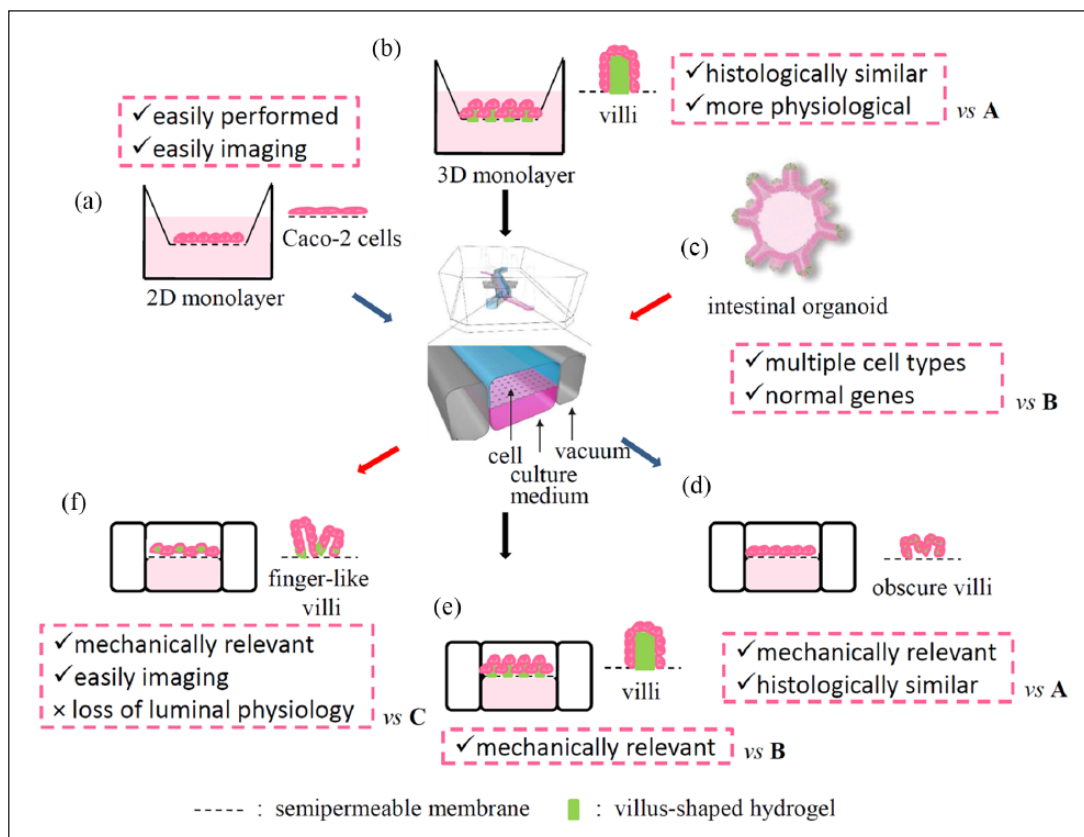 (b)
✓histologically similar
✓more physiological
vs A
villi
3D monolayer
✓easily performed
✓easily imaging
(a)
Caco-2 cells
2D monolayer
(c)
intestinal organoid
✓multiple cell types
✓normal genes
vs B
cell
culture
medium
vacuum
(d)
obscure villi
✓mechanically relevant
✓histologically similar
vs A
(e)
villi
✓mechanically relevant
vs B
(f)
finger-like
villi
✓mechanically relevant
✓easily imaging
× loss of luminal physiology
vs C
----- : semipermeable membrane
: villus-shaped hydrogel